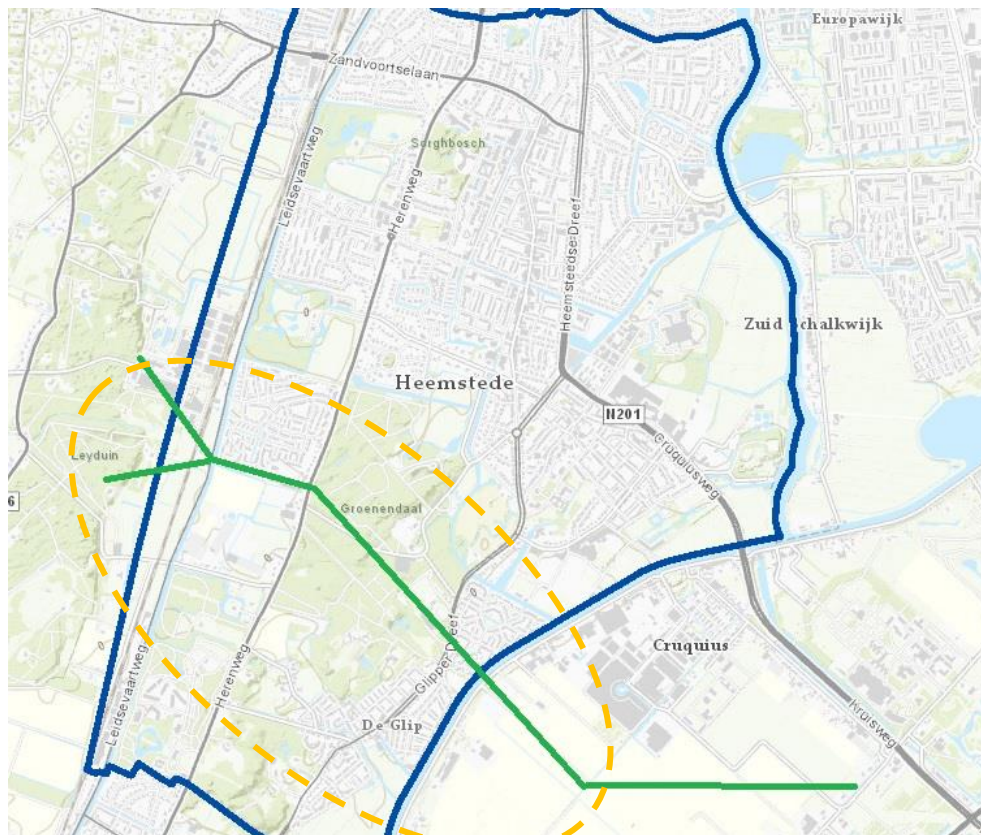 Europawijk
Zandvoortselaan
Sorghbosch
Leidsevaartweg
Herenweg
Heemsteedse Dreef
Zuid Schalkwijk
Heemstede
N201
Cruquiusweg
Leyduin
6
Groenendaal
Cruquius
Glipper Dreef
Leidsevaartweg
Herenweg
De Glip
Kruisweg